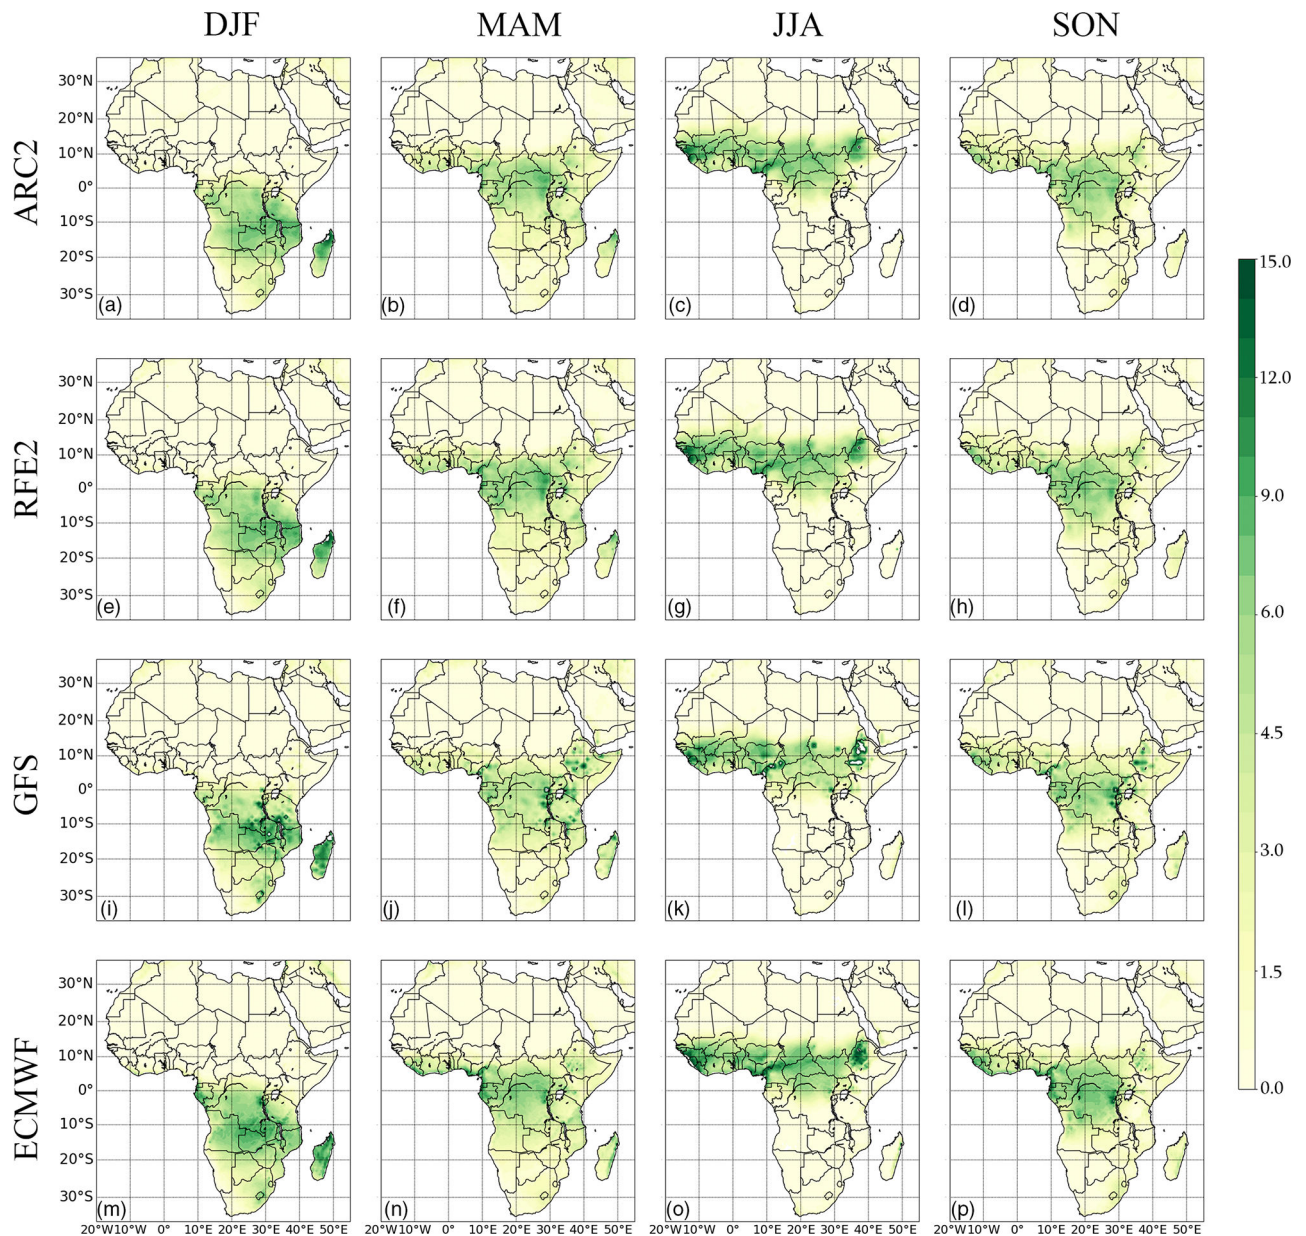 DJF MAM JJA SON
ARC2
30°N
20°N
10°N
0°
10°S
20°S
30°S
(a) (b) (c) (d)
RFE2
30°N
20°N
10°N
0°
10°S
20°S
30°S
(e) (f) (g) (h)
GFS
30°N
20°N
10°N
0°
10°S
20°S
30°S
(i) (j) (k) (l)
ECMWF
30°N
20°N
10°N
0°
10°S
20°S
30°S
(m) (n) (o) (p)
20°W 10°W 0° 10°E 20°E 30°E 40°E 50°E 20°W 10°W 0° 10°E 20°E 30°E 40°E 50°E 20°W 10°W 0° 10°E 20°E 30°E 40°E 50°E 20°W 10°W 0° 10°E 20°E 30°E 40°E 50°E
15.0
12.0
9.0
6.0
4.5
3.0
1.5
0.0